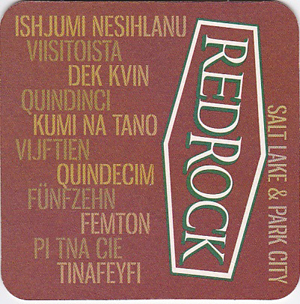 ISHJUMI NESIHLANU
VIISITOISTA
DEK KVIN
QUINDINCI
KUMI NA TANO
VIJFTIEN
QUINDECIM
FÜNFZEHN
FEMTON
PI TNA CIE
TINAFEYFI
REDROCK
SALT LAKE & PARK CITY